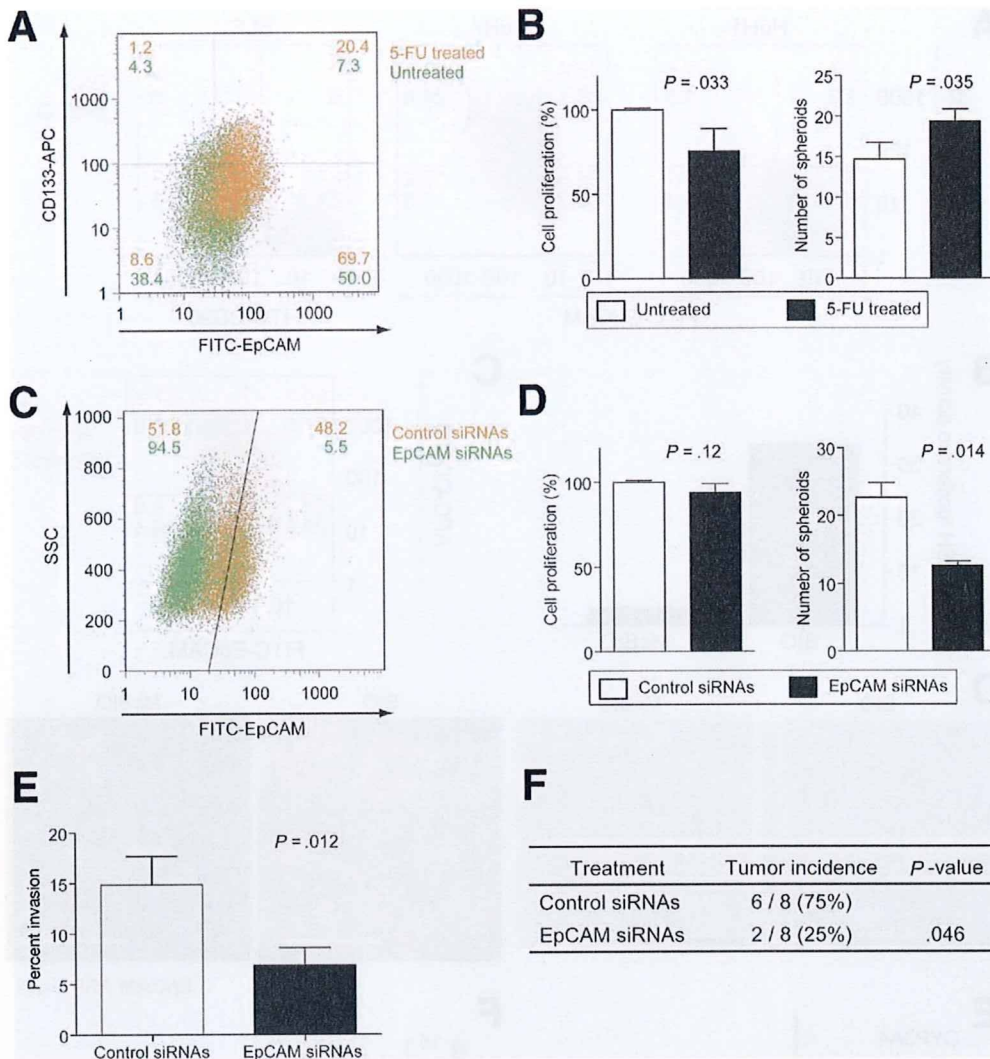 A
1.2 20.4 5-FU treated
4.3 7.3 Untreated
1000
100
10
1
CD133-APC
8.6 69.7
38.4 50.0
1 10 100 1000
FITC-EpCAM
B
P = .033
100
50
0
Cell proliferation (%)
P = .035
25
20
15
10
5
0
Number of spheroids
Untreated 5-FU treated
C
51.8 48.2 Control siRNAs
94.5 5.5 EpCAM siRNAs
1000
800
600
400
200
0
SSC
1 10 100 1000
FITC-EpCAM
D
P = .12
100
50
0
Cell proliferation (%)
P = .014
30
20
10
0
Numebr of spheroids
Control siRNAs EpCAM siRNAs
E
P = .012
20
15
10
5
0
Percent invasion
Control siRNAs EpCAM siRNAs
F
Treatment Tumor incidence P-value
Control siRNAs 6 / 8 (75%)
EpCAM siRNAs 2 / 8 (25%) .046